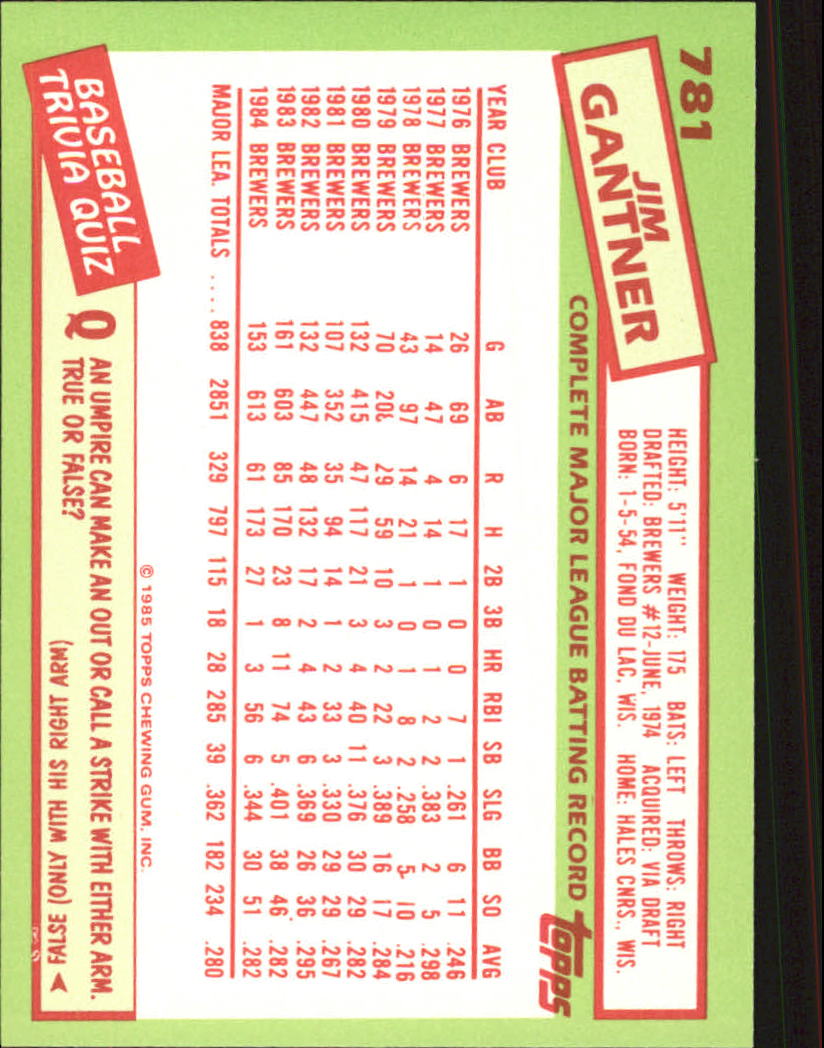 781
JIM
GANTNER
HEIGHT: 5'11" WEIGHT: 175 BATS: LEFT THROWS: RIGHT
DRAFTED: BREWERS #12-JUNE, 1974 ACQUIRED: VIA DRAFT
BORN: 1-5-54, FOND DU LAC, WIS. HOME: HALES CNRS., WIS.
COMPLETE MAJOR LEAGUE BATTING RECORD topps
YEAR CLUB G AB R H 2B 3B HR RBI SB SLG BB SO AVG
1976 BREWERS 26 69 6 17 1 0 0 7 1 .261 6 11 .246
1977 BREWERS 14 47 4 14 1 0 1 2 2 .383 2 5 .298
1978 BREWERS 43 97 14 21 1 0 1 8 2 .258 5 10 .216
1979 BREWERS 70 208 29 59 10 3 2 22 3 .389 16 17 .284
1980 BREWERS 132 415 47 117 21 3 4 40 11 .376 30 29 .282
1981 BREWERS 107 352 35 94 14 1 2 33 3 .330 29 29 .267
1982 BREWERS 132 447 48 132 17 2 4 43 6 .369 26 36 .295
1983 BREWERS 161 603 85 170 23 8 11 74 5 .401 38 46 .282
1984 BREWERS 153 613 61 173 27 1 3 56 6 .344 30 51 .282
MAJOR LEA. TOTALS .... 838 2851 329 797 115 18 28 285 39 .362 182 234 .280
© 1985 TOPPS CHEWING GUM, INC.
BASEBALL
TRIVIA QUIZ
Q AN UMPIRE CAN MAKE AN OUT OR CALL A STRIKE WITH EITHER ARM.
TRUE OR FALSE?
FALSE (ONLY WITH HIS RIGHT ARM)